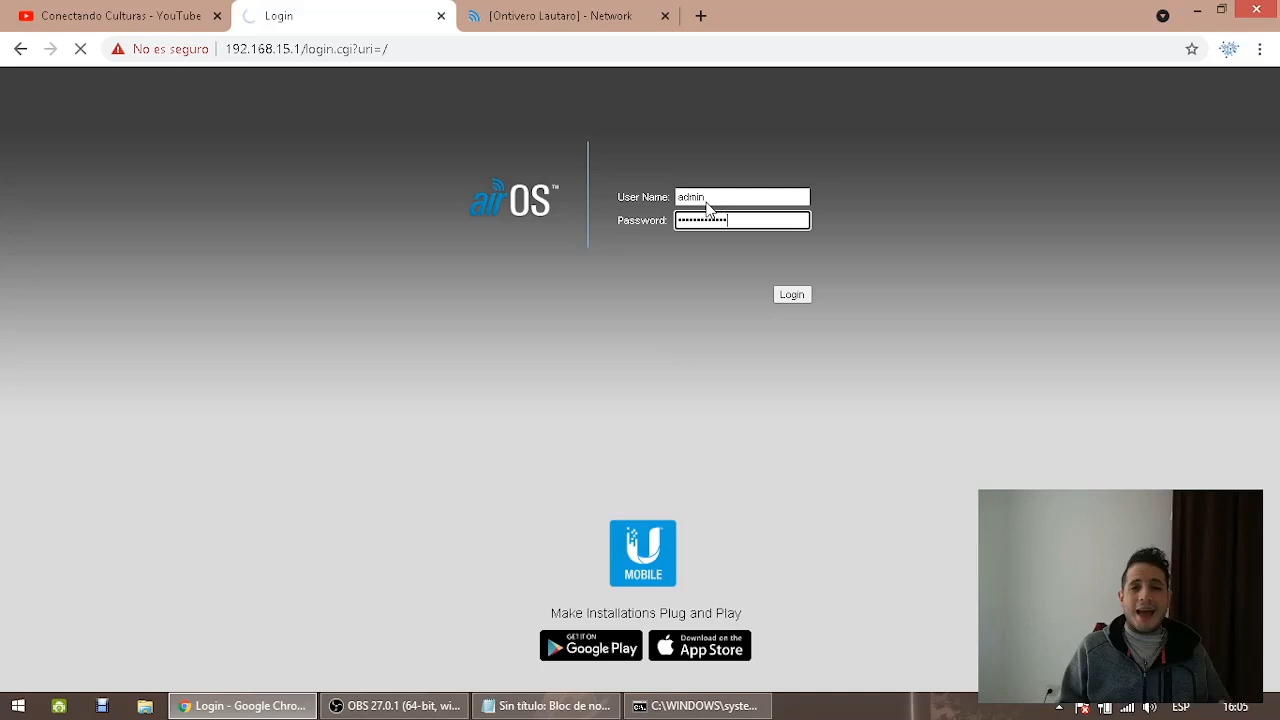 Conectando Culturas - YouTube
Login
[Ontivero Lautaro] - Network
No es seguro
192.168.15.1/login.cgi?uri=/
airOS™
User Name: admin
Password: •••••••••••••
Login
U
MOBILE
Make Installations Plug and Play
GET IT ON
Google Play
Download on the
App Store
Login - Google Chro...
OBS 27.0.1 (64-bit, wi...
Sin título: Bloc de no...
C:\WINDOWS\syste...
ESP
16:05